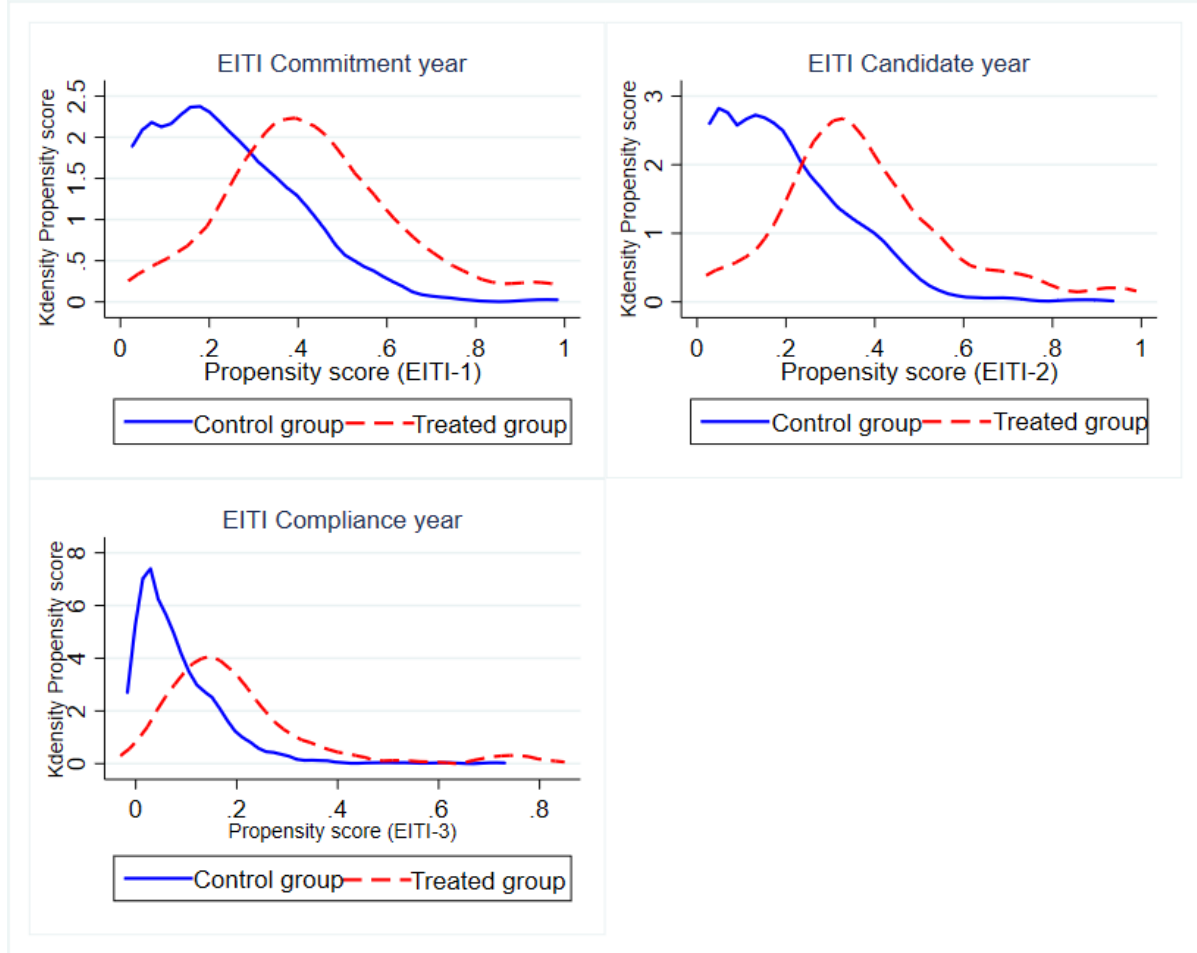 EITI Commitment year
Kdensity Propensity score
0 .5 1 1.5 2 2.5
0 .2 .4 .6 .8 1
Propensity score (EITI-1)
Control group Treated group
EITI Candidate year
Kdensity Propensity score
0 1 2 3
0 .2 .4 .6 .8 1
Propensity score (EITI-2)
Control group Treated group
EITI Compliance year
Kdensity Propensity score
0 2 4 6 8
0 .2 .4 .6 .8
Propensity score (EITI-3)
Control group Treated group